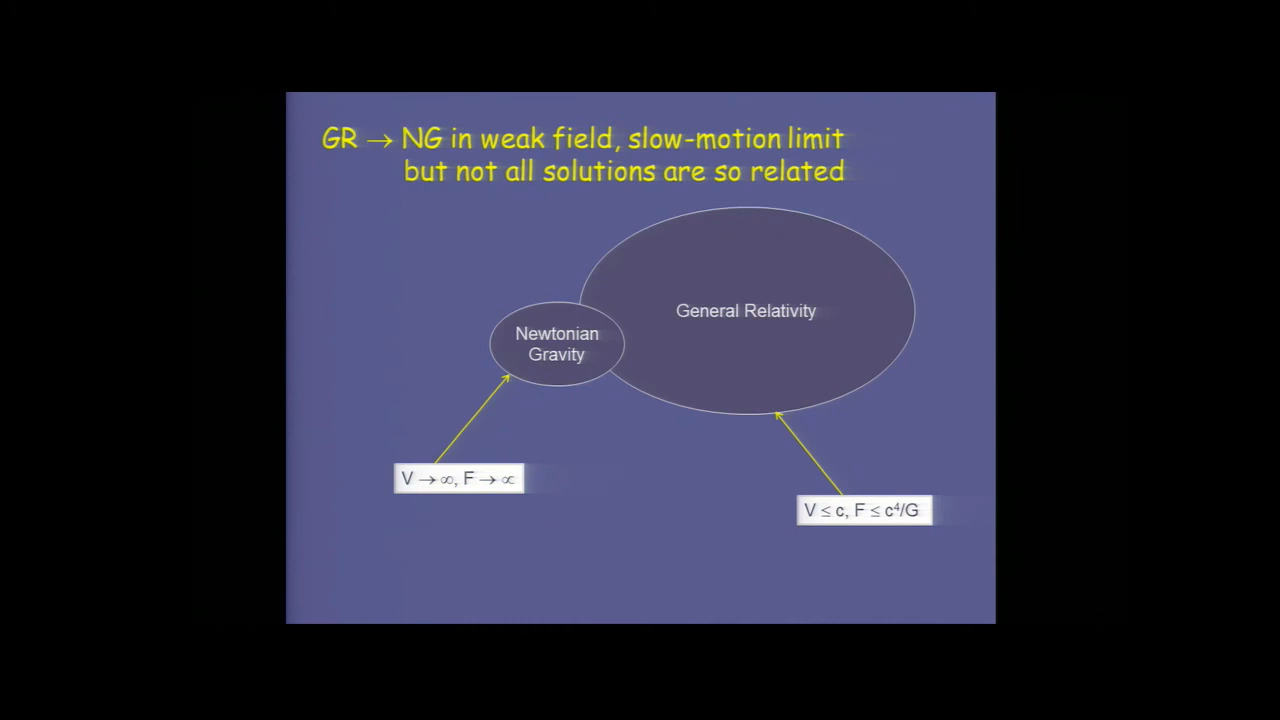 GR → NG in weak field, slow-motion limit
but not all solutions are so related
General Relativity
Newtonian
Gravity
V → ∞, F → ∝
V ≤ c, F ≤ c⁴/G